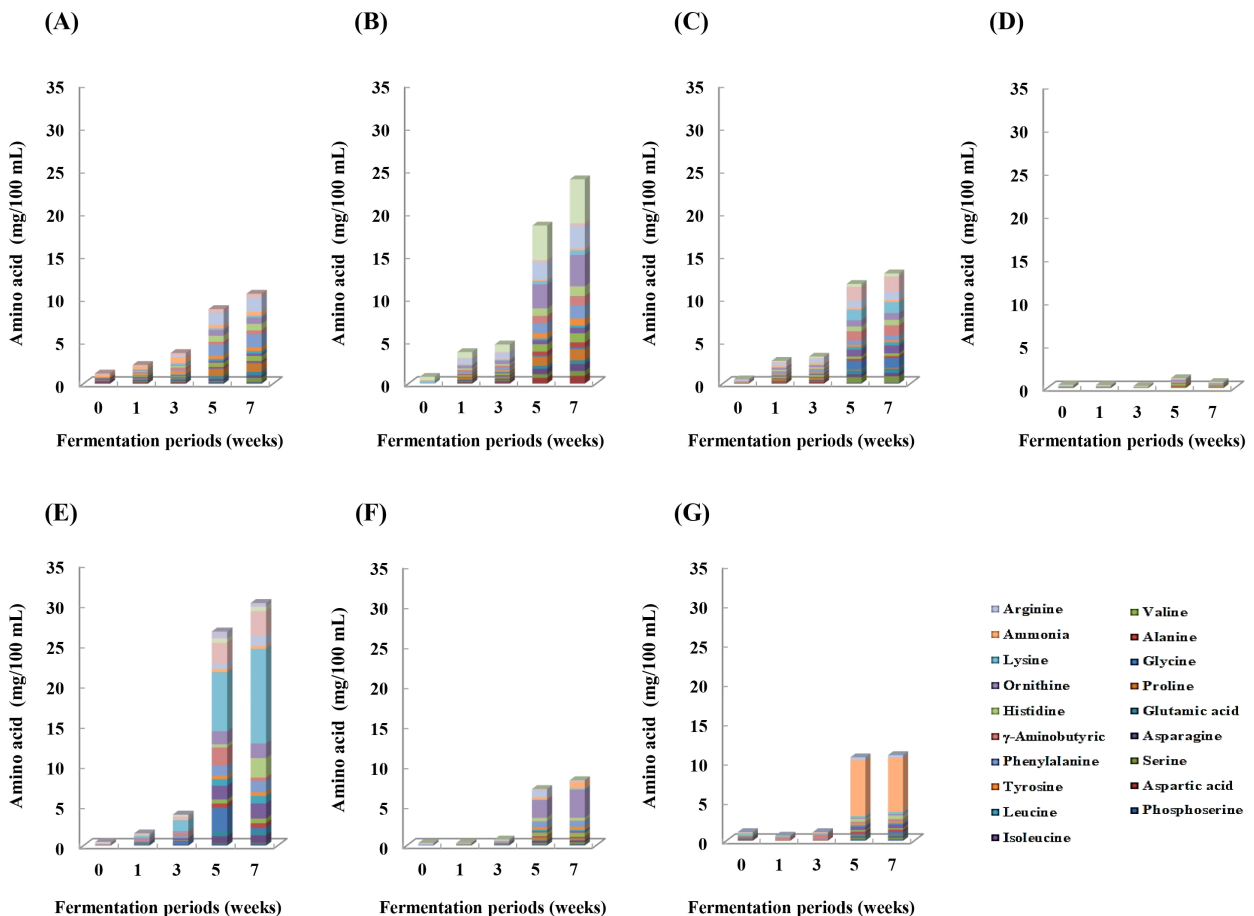 (A)
(B)
(C)
(D)
Amino acid (mg/100 mL)
35
30
25
20
15
10
5
0
0 1 3 5 7
Fermentation periods (weeks)
Amino acid (mg/100 mL)
35
30
25
20
15
10
5
0
0 1 3 5 7
Fermentation periods (weeks)
Amino acid (mg/100 mL)
35
30
25
20
15
10
5
0
0 1 3 5 7
Fermentation periods (weeks)
Amino acid (mg/100 mL)
35
30
25
20
15
10
5
0
0 1 3 5 7
Fermentation periods (weeks)
(E)
(F)
(G)
Amino acid (mg/100 mL)
35
30
25
20
15
10
5
0
0 1 3 5 7
Fermentation periods (weeks)
Amino acid (mg/100 mL)
35
30
25
20
15
10
5
0
0 1 3 5 7
Fermentation periods (weeks)
Amino acid (mg/100 mL)
35
30
25
20
15
10
5
0
0 1 3 5 7
Fermentation periods (weeks)
Arginine
Ammonia
Lysine
Ornithine
Histidine
γ-Aminobutyric
Phenylalanine
Tyrosine
Leucine
Isoleucine
Valine
Alanine
Glycine
Proline
Glutamic acid
Asparagine
Serine
Aspartic acid
Phosphoserine